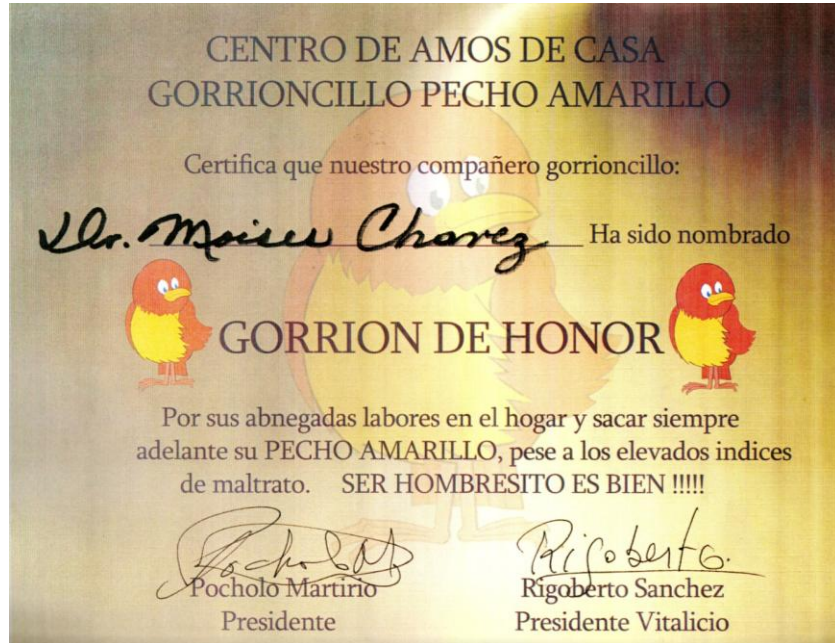 CENTRO DE AMOS DE CASA
GORRIONCILLO PECHO AMARILLO
Certifica que nuestro compañero gorrioncillo:
Dr. Moises Chavez Ha sido nombrado
GORRION DE HONOR
Por sus abnegadas labores en el hogar y sacar siempre
adelante su PECHO AMARILLO, pese a los elevados indices
de maltrato. SER HOMBRESITO ES BIEN !!!!!
Pocholo M
Rigoberto.
Pocholo Martirio
Rigoberto Sanchez
Presidente
Presidente Vitalicio